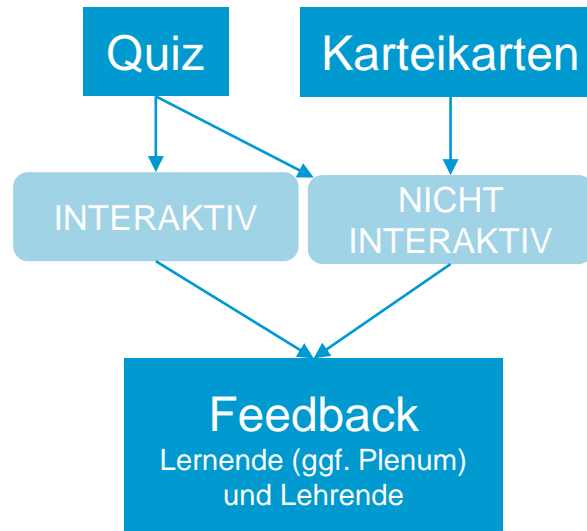 Quiz
Karteikarten
INTERAKTIV
NICHT
INTERAKTIV
Feedback
Lernende (ggf. Plenum)
und Lehrende